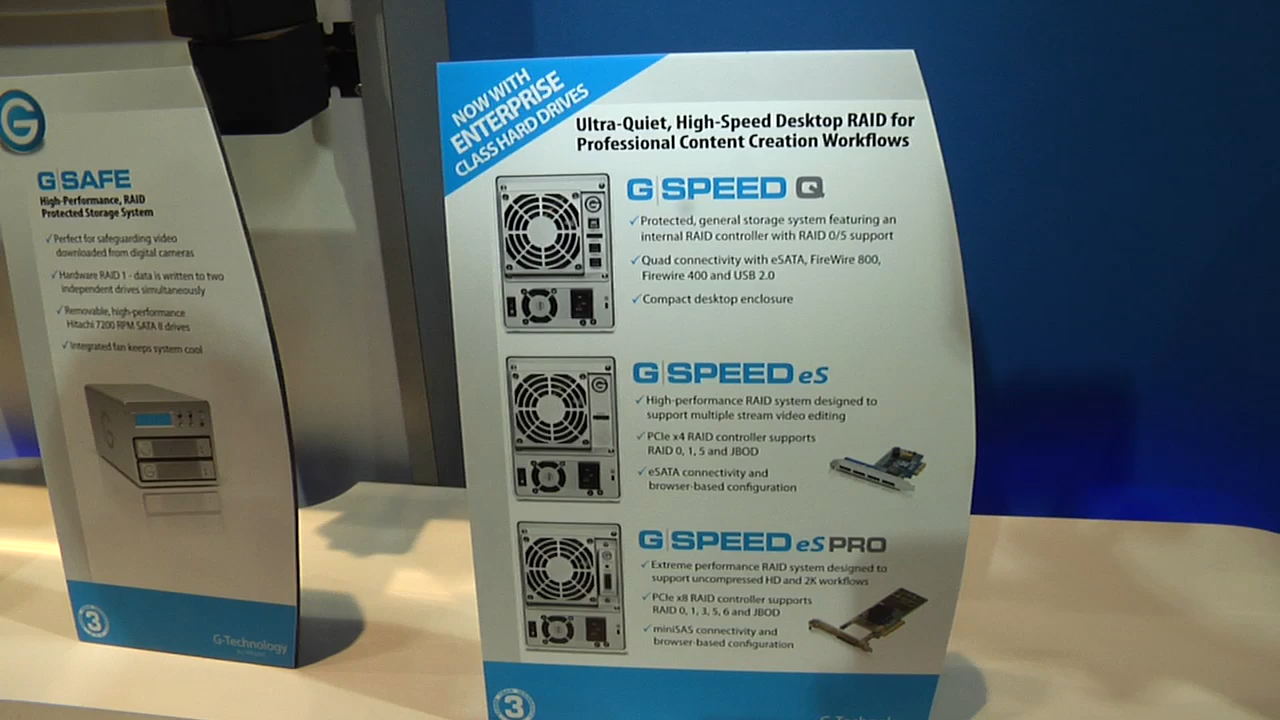 G
G SAFE
High-Performance, RAID
Protected Storage System
✓ Perfect for safeguarding video
downloaded from digital cameras
✓ Hardware RAID 1 - data is written to two
independent drives simultaneously
✓ Removable, high-performance
Hitachi 7200 RPM SATA II drives
✓ Integrated fan keeps system cool
3
G-Technology
NOW WITH
ENTERPRISE
CLASS HARD DRIVES
Ultra-Quiet, High-Speed Desktop RAID for
Professional Content Creation Workflows
G|SPEED Q
✓ Protected, general storage system featuring an
internal RAID controller with RAID 0/5 support
✓ Quad connectivity with eSATA, FireWire 800,
Firewire 400 and USB 2.0
✓ Compact desktop enclosure
G|SPEED eS
✓ High-performance RAID system designed to
support multiple stream video editing
✓ PCIe x4 RAID controller supports
RAID 0, 1, 5 and JBOD
✓ eSATA connectivity and
browser-based configuration
G|SPEED eS PRO
✓ Extreme performance RAID system designed to
support uncompressed HD and 2K workflows
✓ PCIe x8 RAID controller supports
RAID 0, 1, 3, 5, 6 and JBOD
✓ miniSAS connectivity and
browser-based configuration
3